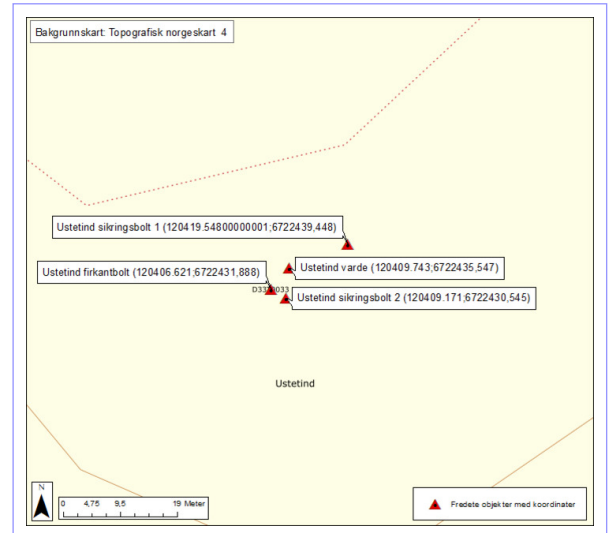 Bakgrunnskart: Topografisk norgeskart 4
Ustetind sikringsbolt 1 (120419.54800000001;6722439,448)
Ustetind varde (120409.743;6722435,547)
Ustetind firkantbolt (120406.621;6722431,888)
Ustetind sikringsbolt 2 (120409.171;6722430,545)
Ustetind
N
0 4,75 9,5 19 Meter
Fredete objekter med koordinater